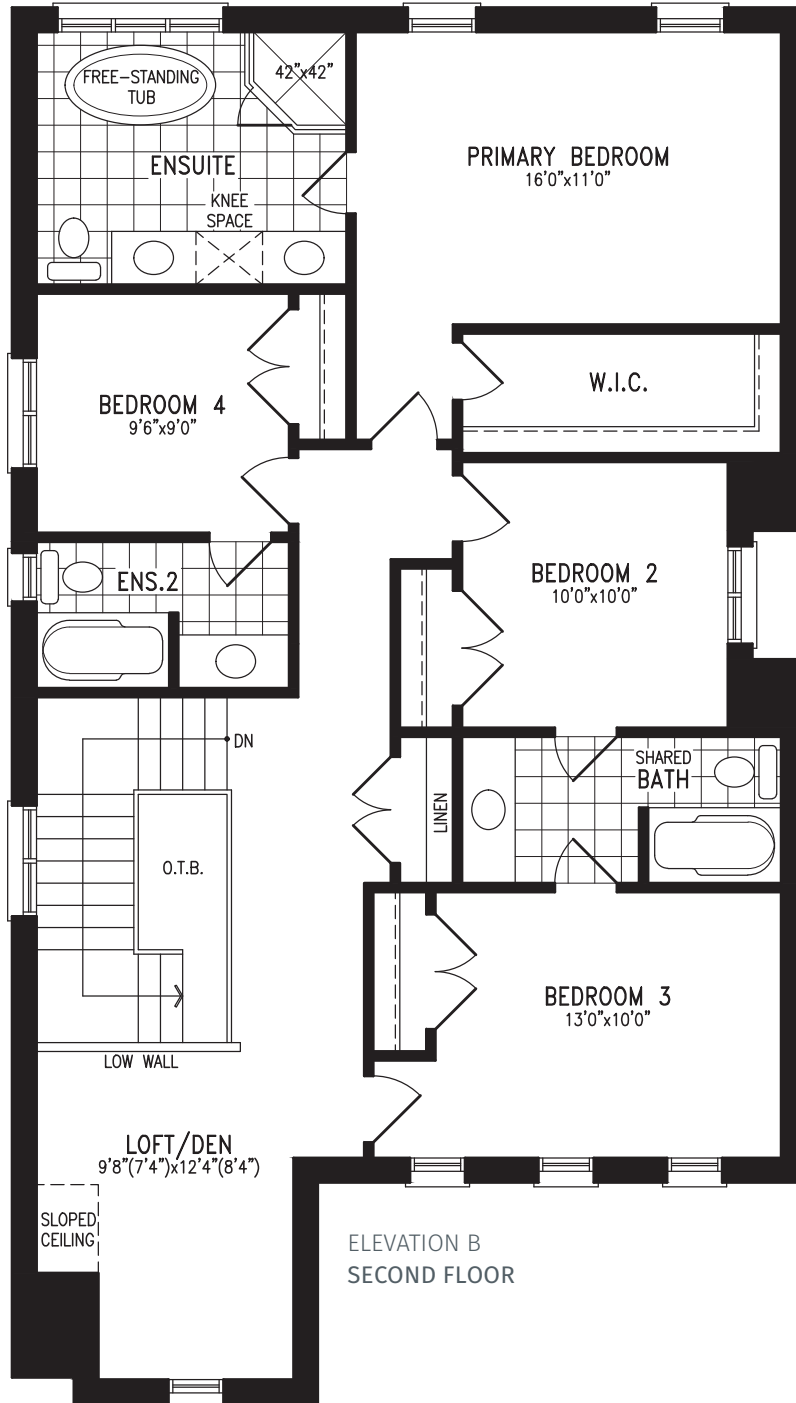 FREE-STANDING
TUB
42"x42"
ENSUITE
KNEE
SPACE
PRIMARY BEDROOM
16'0"x11'0"
W.I.C.
BEDROOM 4
9'6"x9'0"
BEDROOM 2
10'0"x10'0"
ENS.2
DN
SHARED
BATH
LINEN
O.T.B.
BEDROOM 3
13'0"x10'0"
LOW WALL
LOFT/DEN
9'8"(7'4")x12'4"(8'4")
SLOPED
CEILING
ELEVATION B
SECOND FLOOR